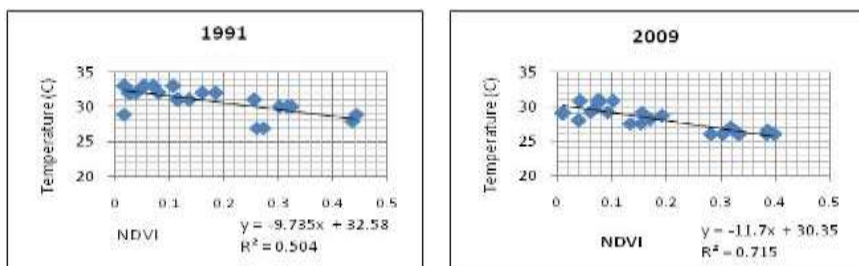 1991
Temperature (C)
35
30
25
20
0
0.1
0.2
0.3
0.4
0.5
NDVI
y = -9.735x + 32.58
R² = 0.504
2009
Temperature (C)
35
30
25
20
0
0.1
0.2
0.3
0.4
0.5
NDVI
y = -11.7x + 30.35
R² = 0.715